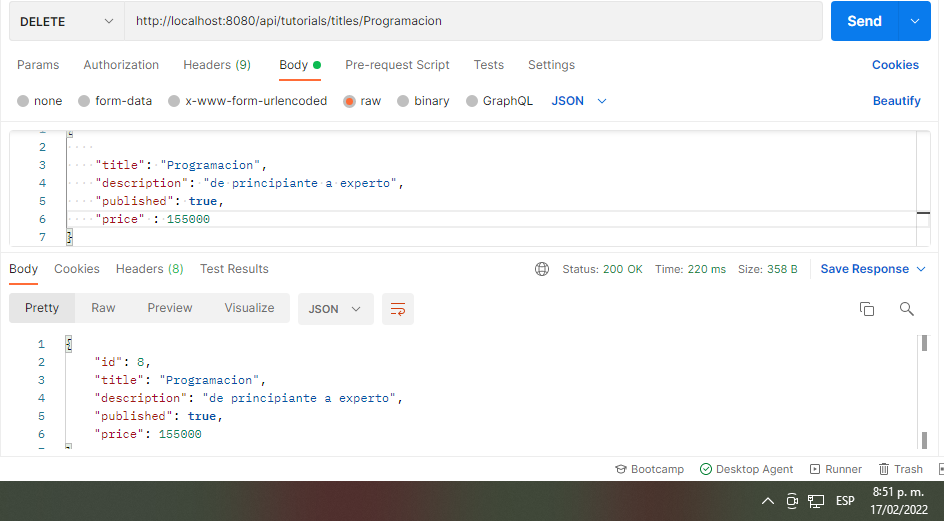 DELETE http://localhost:8080/api/tutorials/titles/Programacion Send
Params Authorization Headers (9) Body Pre-request Script Tests Settings Cookies
none form-data x-www-form-urlencoded raw binary GraphQL JSON Beautify
2
3 "title": "Programacion",
4 "description": "de principiante a experto",
5 "published": true,
6 "price" : 155000
7 }
Body Cookies Headers (8) Test Results Status: 200 OK Time: 220 ms Size: 358 B Save Response
Pretty Raw Preview Visualize JSON
1 {
2 "id": 8,
3 "title": "Programacion",
4 "description": "de principiante a experto",
5 "published": true,
6 "price": 155000
Bootcamp Desktop Agent Runner Trash
ESP 8:51 p. m.
17/02/2022